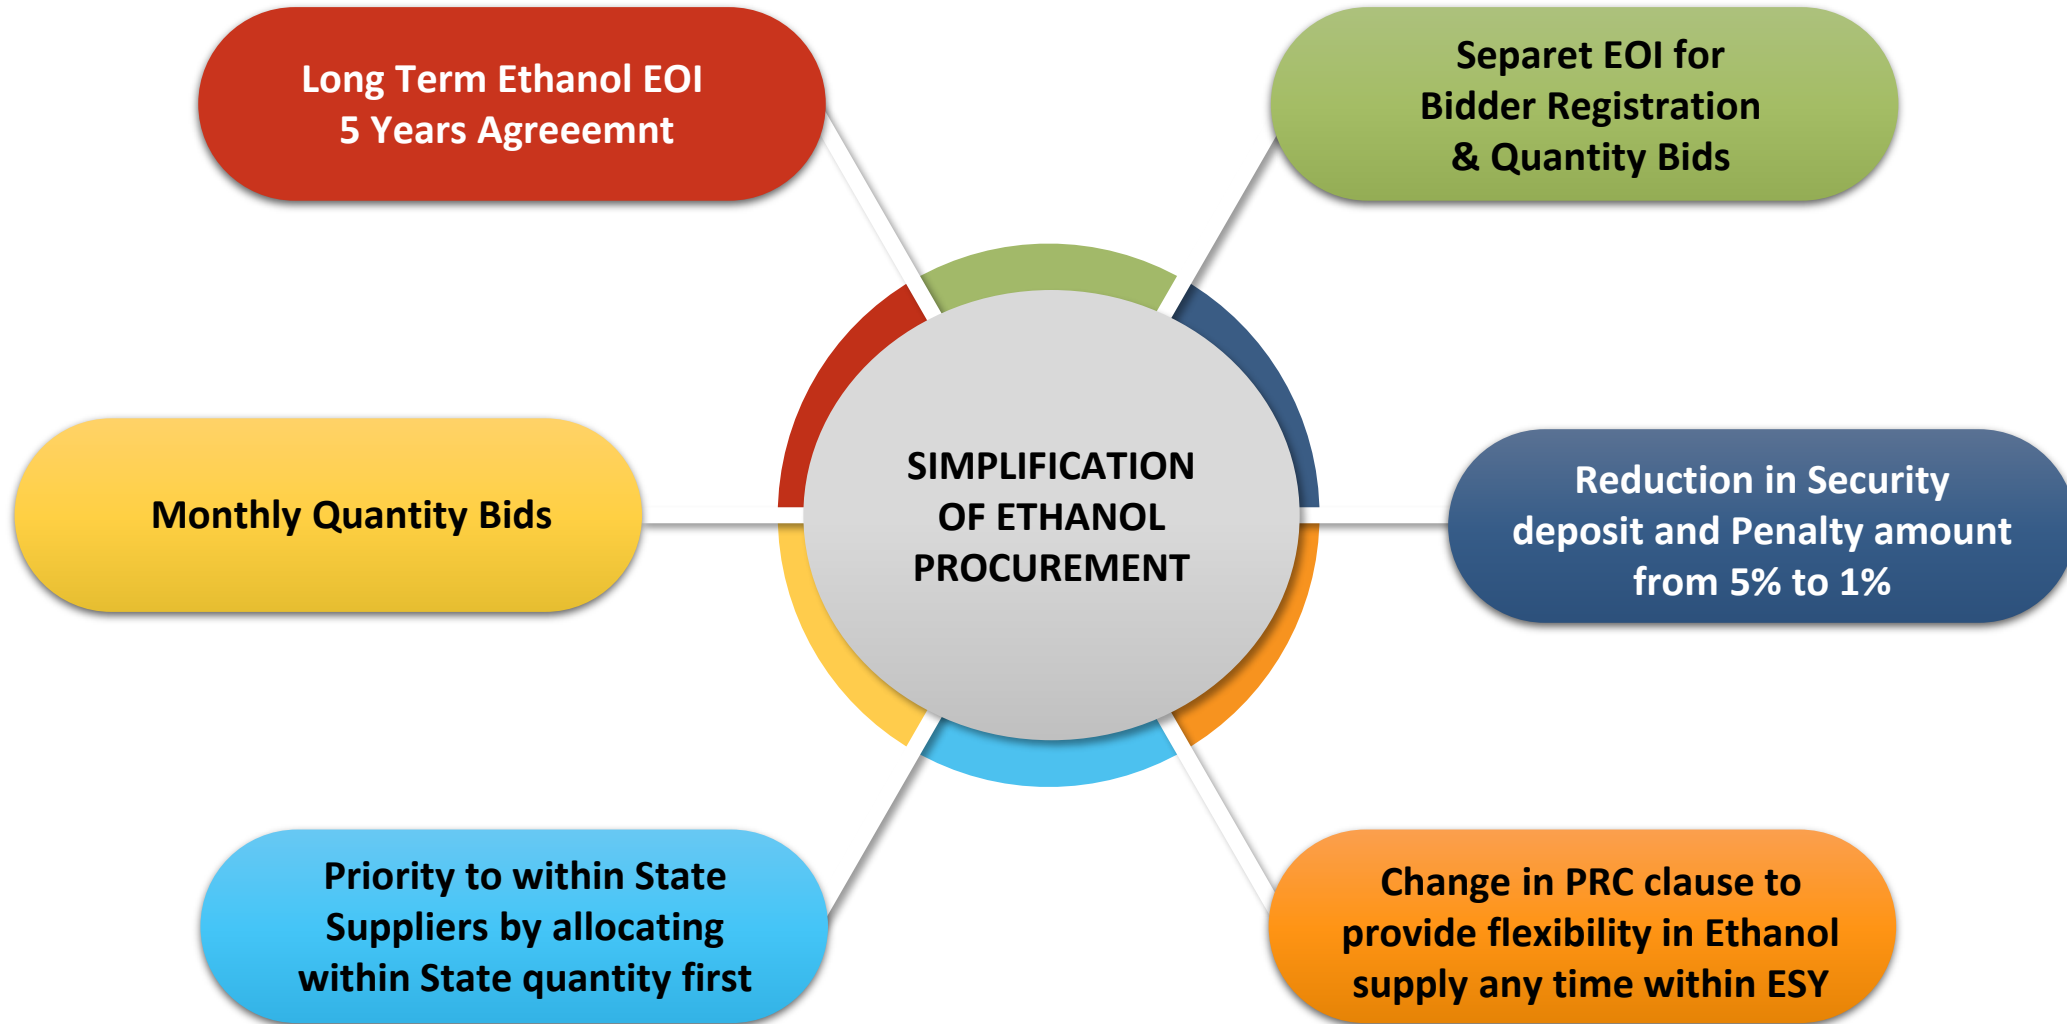 Long Term Ethanol EOI
5 Years Agreeemnt
Separet EOI for
Bidder Registration
& Quantity Bids
Monthly Quantity Bids
SIMPLIFICATION
OF ETHANOL
PROCUREMENT
Reduction in Security
deposit and Penalty amount
from 5% to 1%
Priority to within State
Suppliers by allocating
within State quantity first
Change in PRC clause to
provide flexibility in Ethanol
supply any time within ESY